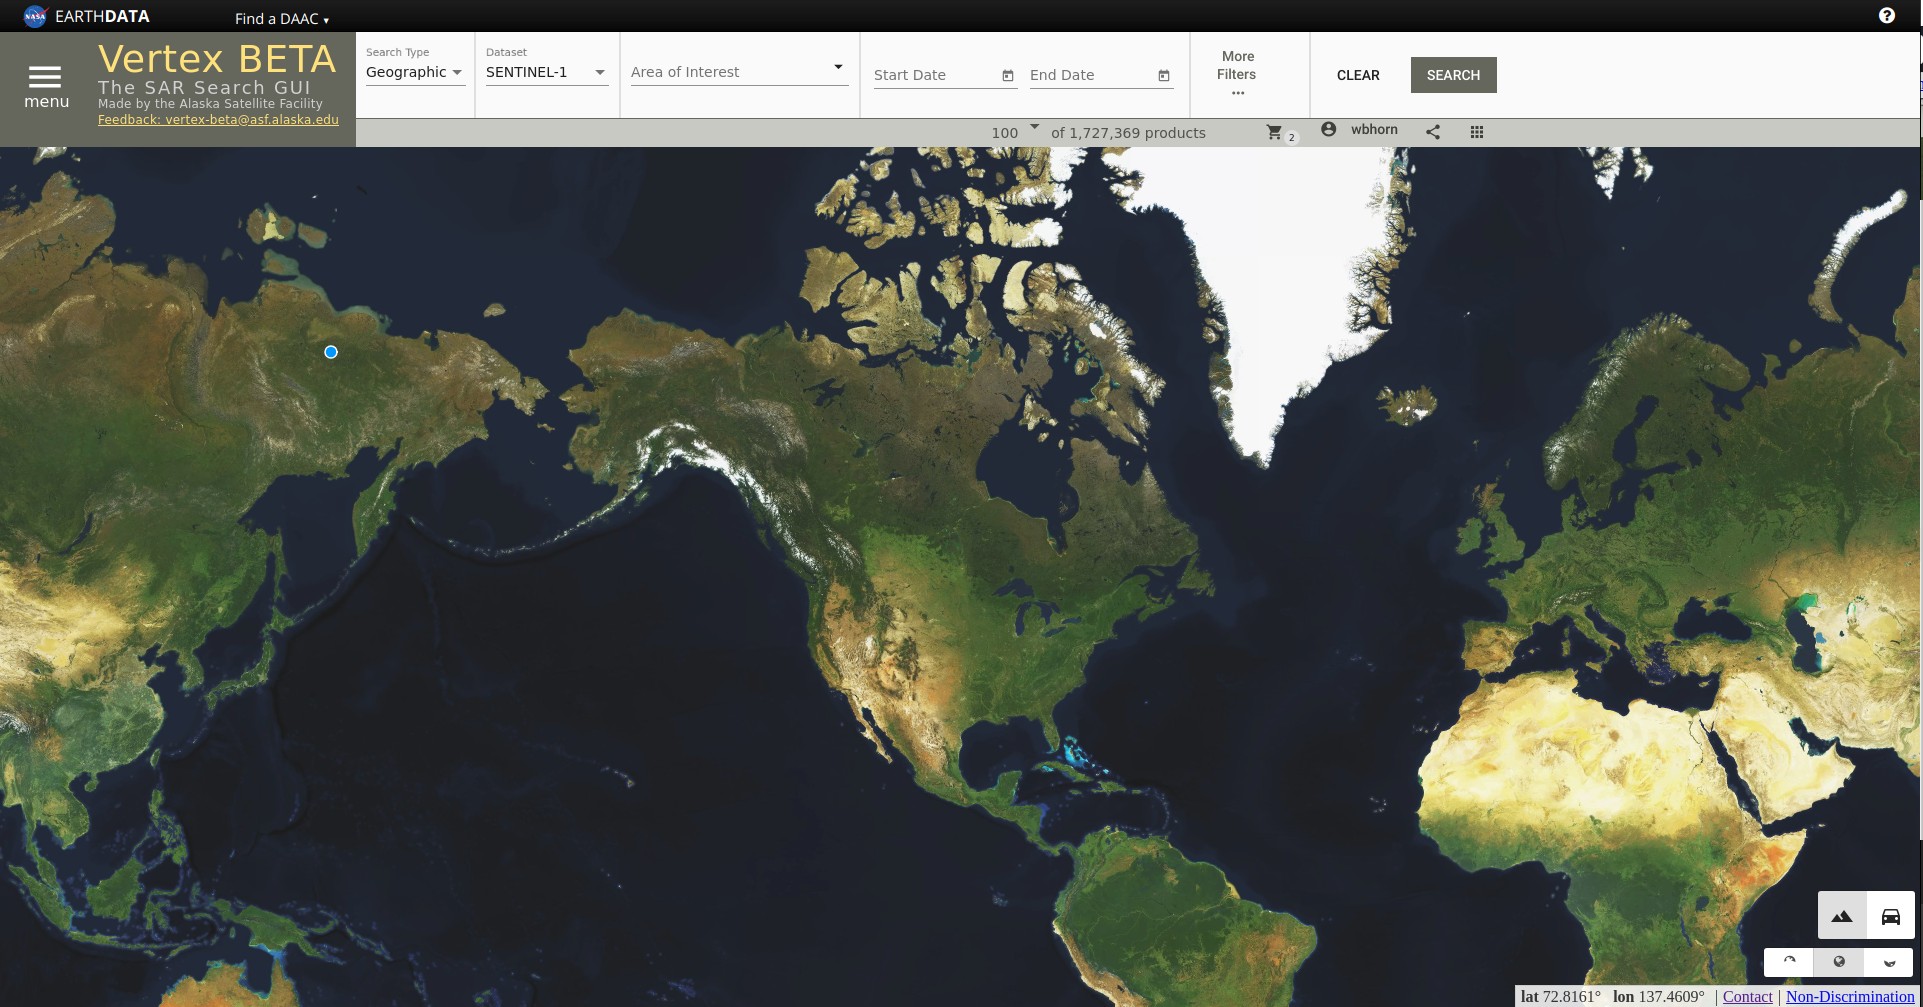 NASA EARTHDATA Find a DAAC ▾
Vertex BETA
The SAR Search GUI
Made by the Alaska Satellite Facility
Feedback: vertex-beta@asf.alaska.edu
menu
Search Type
Geographic
Dataset
SENTINEL-1
Area of Interest
Start Date
End Date
More
Filters
...
CLEAR
SEARCH
100 of 1,727,369 products
2
wbhorn
lat 72.8161° lon 137.4609° | Contact | Non-Discrimination